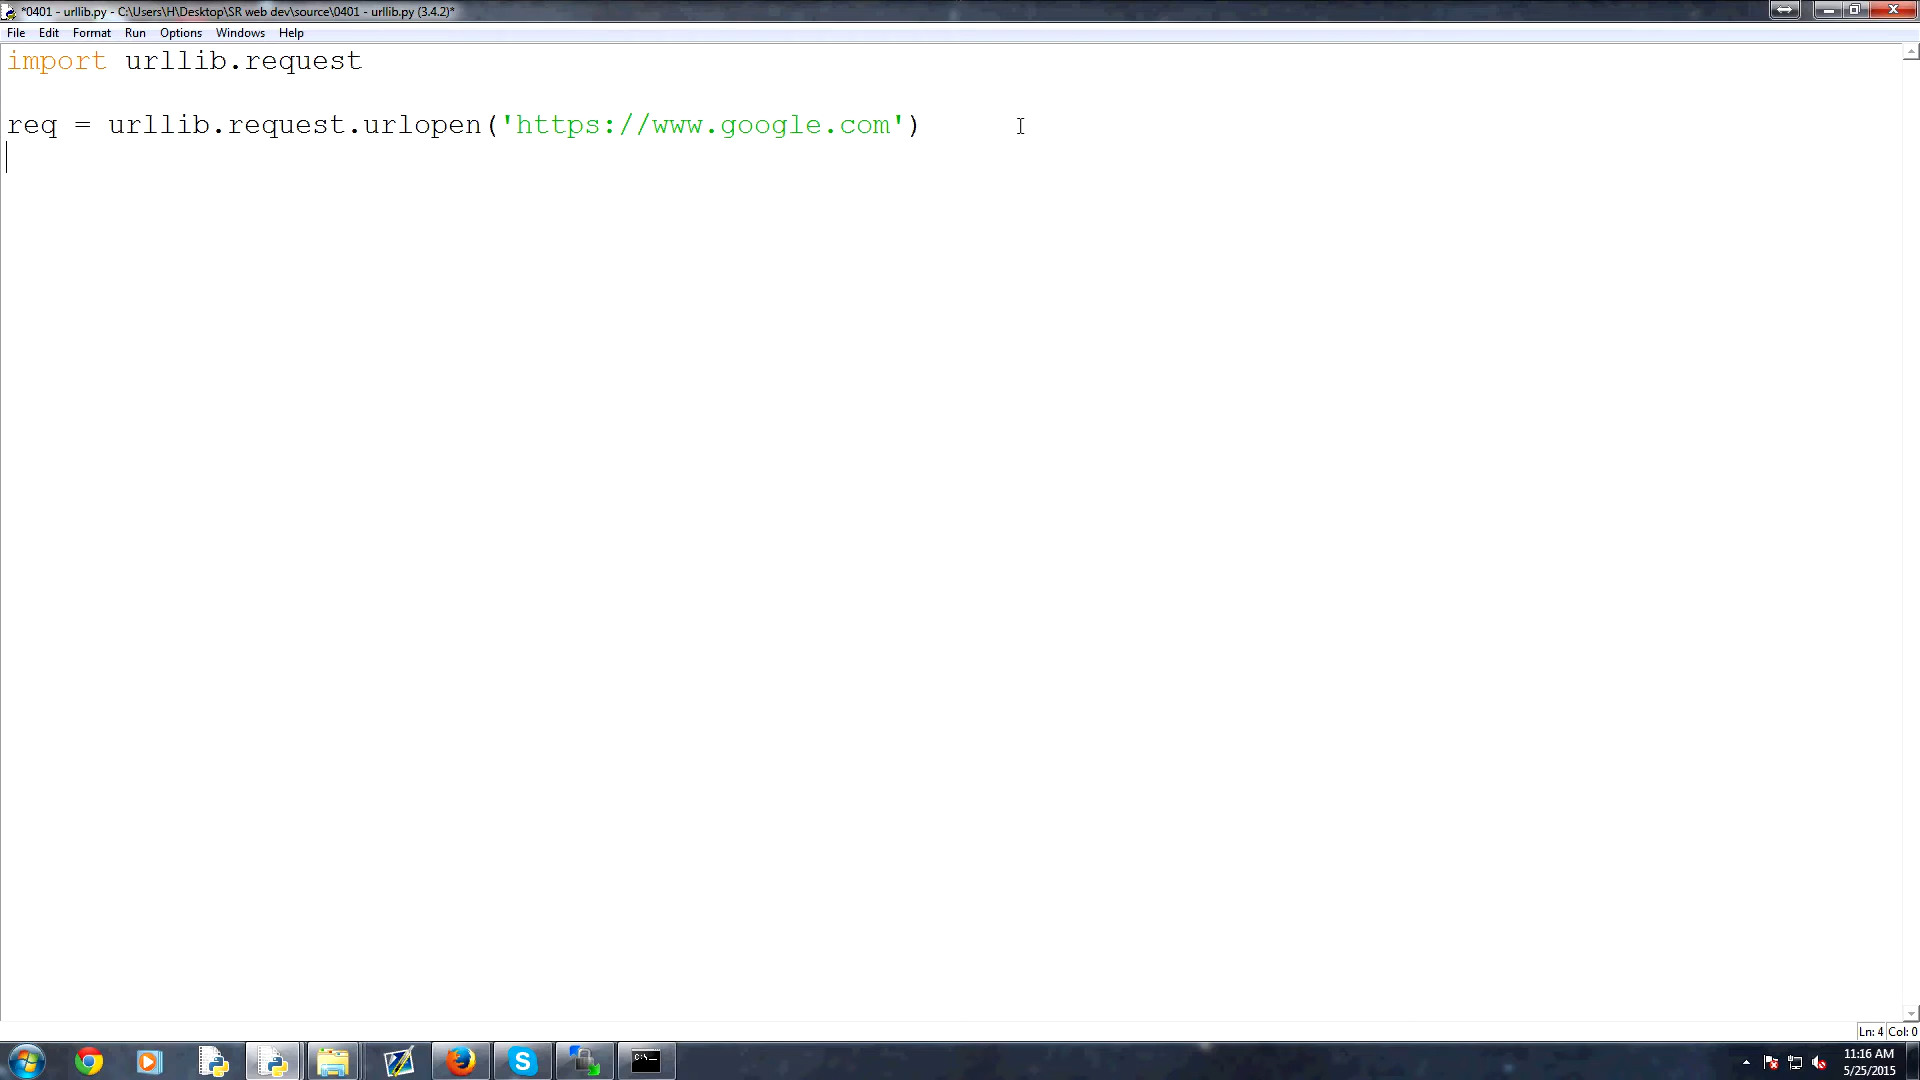 *0401 - urllib.py - C:\Users\H\Desktop\SR web dev\source\0401 - urllib.py (3.4.2)*
File Edit Format Run Options Windows Help
import urllib.request
req = urllib.request.urlopen('https://www.google.com')
Ln: 4 Col: 0
C:\_
11:16 AM
5/25/2015